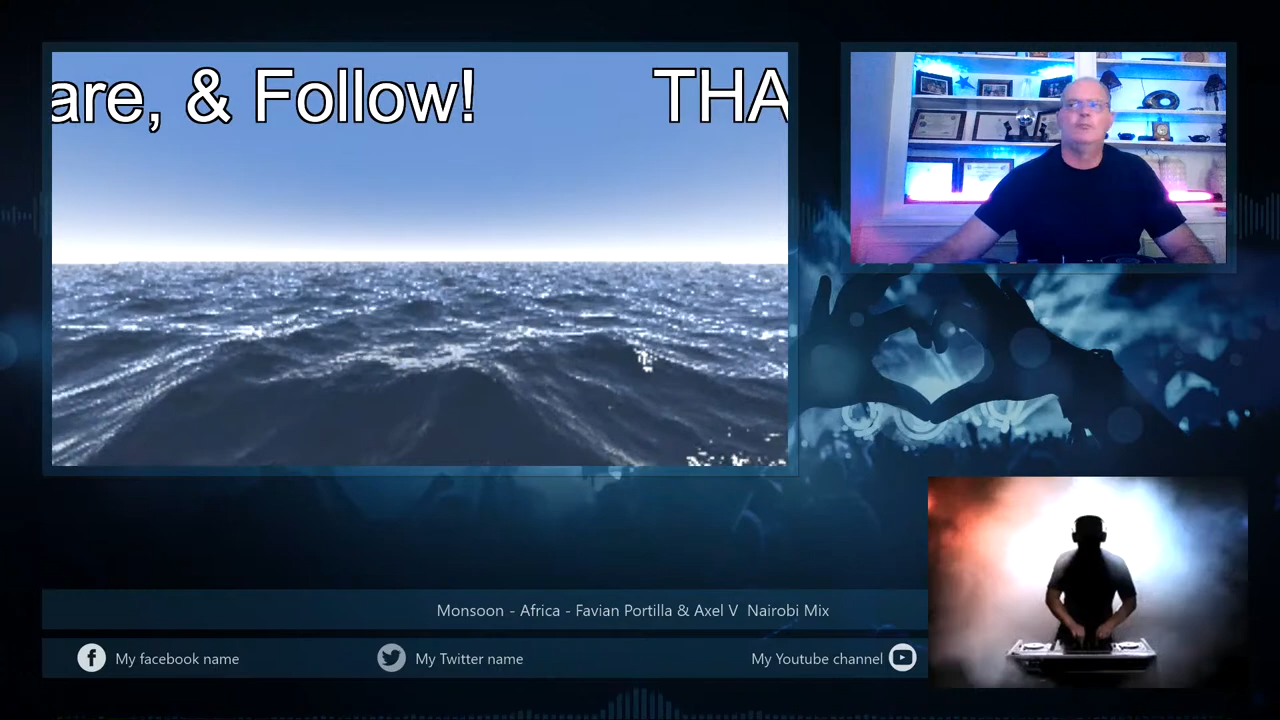 are, & Follow! THA
Monsoon - Africa - Favian Portilla & Axel V Nairobi Mix
My facebook name My Twitter name My Youtube channel